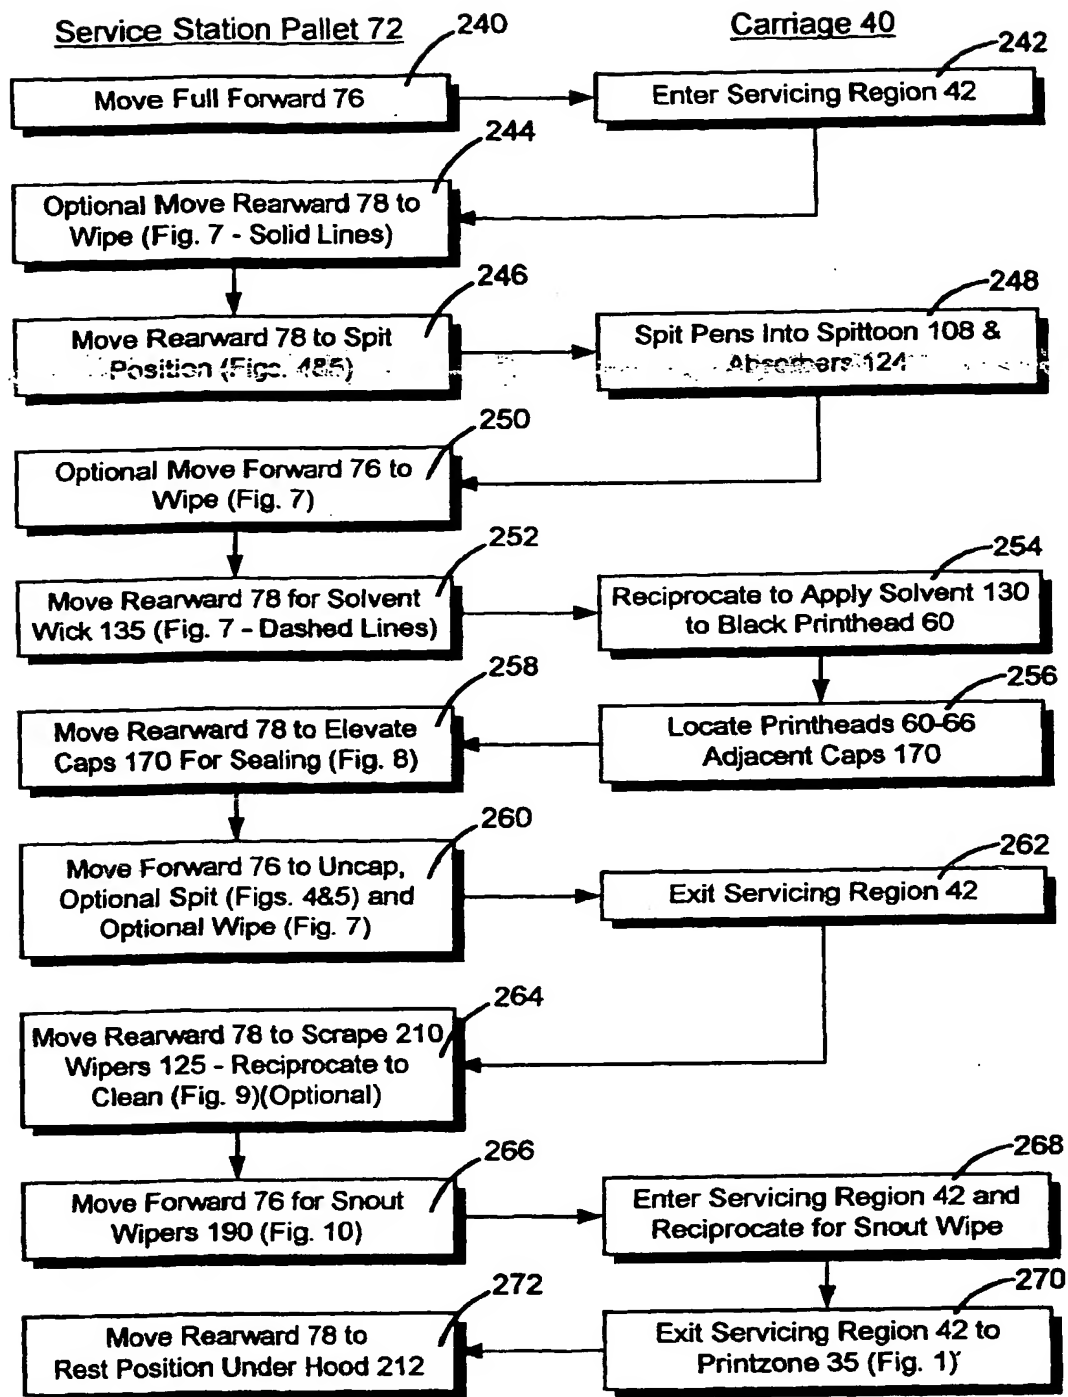 Service Station Pallet 72
240
Carriage 40
242
Move Full Forward 76
Enter Servicing Region 42
244
Optional Move Rearward 78 to
Wipe (Fig. 7 - Solid Lines)
246
Move Rearward 78 to Spit
Position (Figs. 4&5)
248
Spit Pens Into Spittoon 108 &
Absorbers 124
250
Optional Move Forward 76 to
Wipe (Fig. 7)
252
Move Rearward 78 for Solvent
Wick 135 (Fig. 7 - Dashed Lines)
254
Reciprocate to Apply Solvent 130
to Black Printhead 60
256
Locate Printheads 60-66
Adjacent Caps 170
258
Move Rearward 78 to Elevate
Caps 170 For Sealing (Fig. 8)
260
Move Forward 76 to Uncap,
Optional Spit (Figs. 4&5) and
Optional Wipe (Fig. 7)
262
Exit Servicing Region 42
264
Move Rearward 78 to Scrape 210
Wipers 125 - Reciprocate to
Clean (Fig. 9)(Optional)
266
Move Forward 76 for Snout
Wipers 190 (Fig. 10)
268
Enter Servicing Region 42 and
Reciprocate for Snout Wipe
270
Exit Servicing Region 42 to
Printzone 35 (Fig. 1)
272
Move Rearward 78 to
Rest Position Under Hood 212